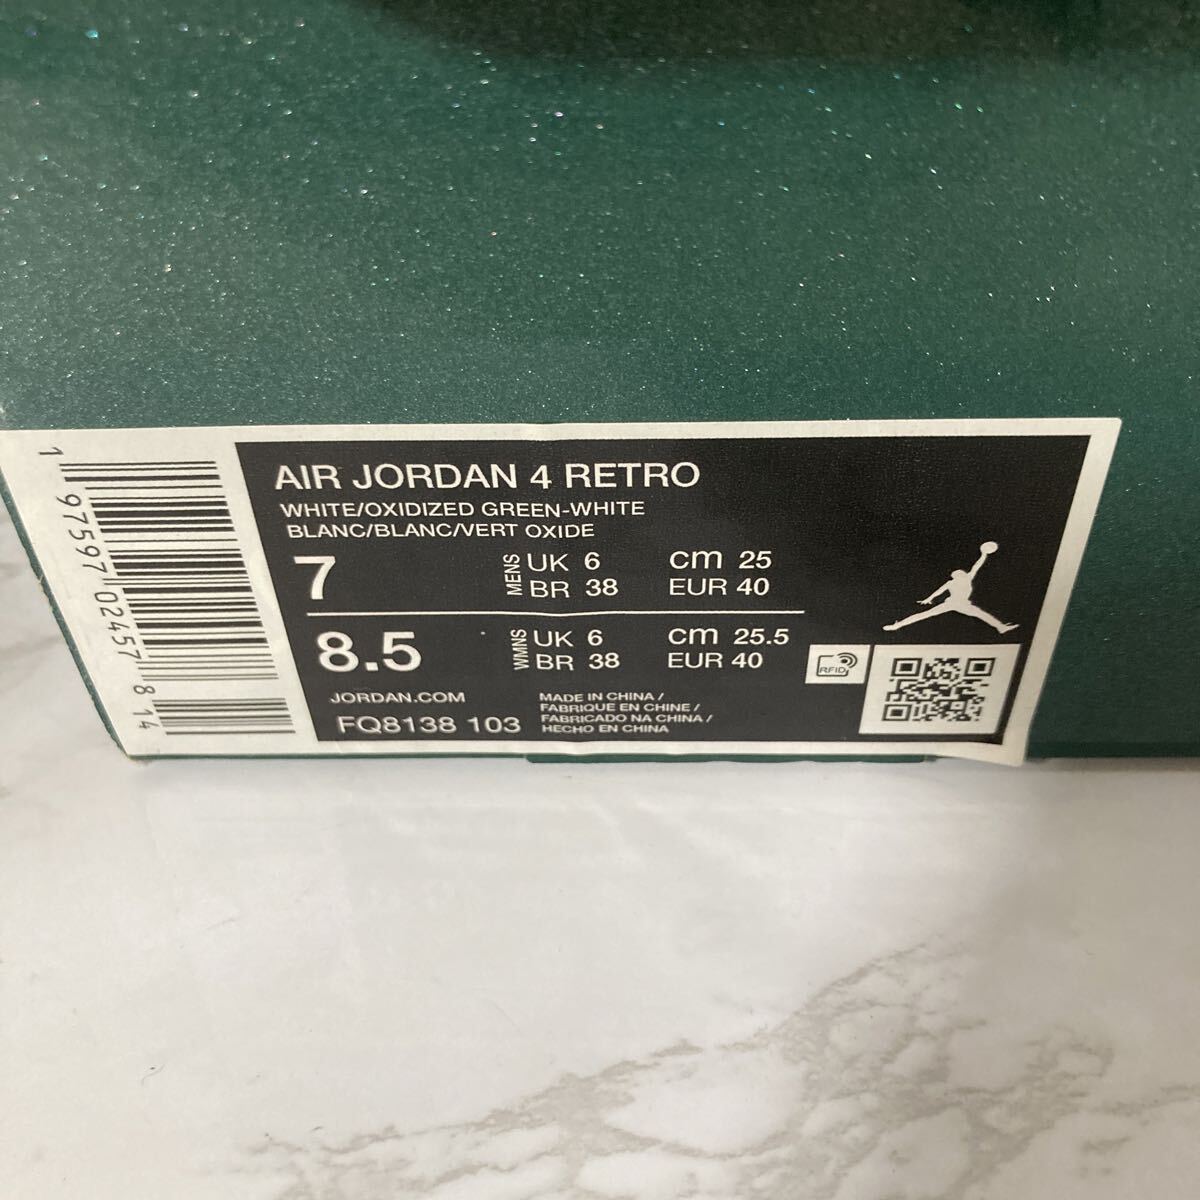 AIR JORDAN 4 RETRO
WHITE/OXIDIZED GREEN-WHITE
BLANC/BLANC/VERT OXIDE
7 MENS UK 6 cm 25
BR 38 EUR 40
8.5 WMNS UK 6 cm 25.5
BR 38 EUR 40
RFID
JORDAN.COM
FQ8138 103
MADE IN CHINA /
FABRIQUE EN CHINE /
FABRICADO NA CHINA /
HECHO EN CHINA
1 97597 02457 8 14